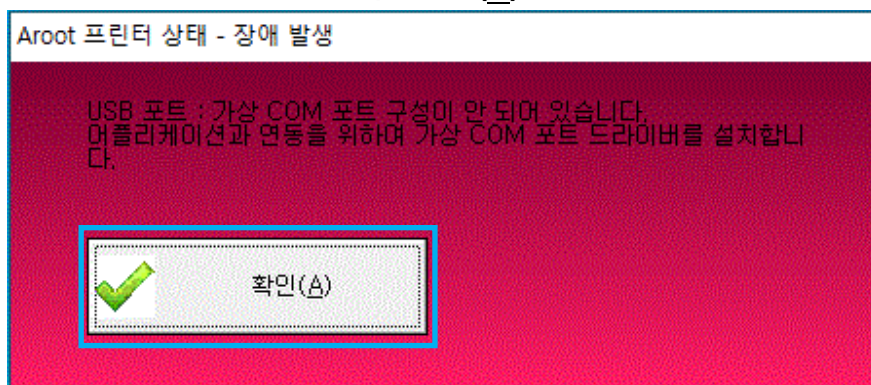 Aroot 프린터 상태 - 장애 발생
USB 포트 : 가상 COM 포트 구성이 안 되어 있습니다.
어플리케이션과 연동을 위하여 가상 COM 포트 드라이버를 설치합니
다.
확인(A)